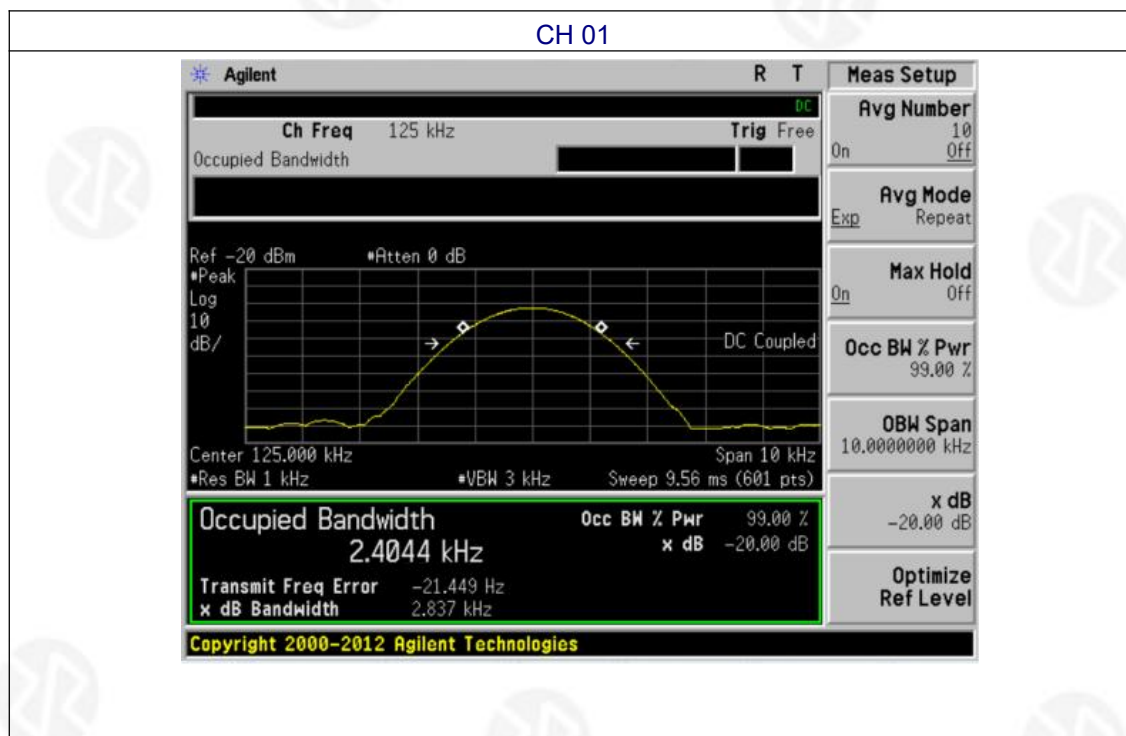 CH 01
Agilent R T
DC
Ch Freq 125 kHz Trig Free
Occupied Bandwidth
Ref -20 dBm #Atten 0 dB
#Peak
Log
10
dB/
DC Coupled
Center 125.000 kHz Span 10 kHz
#Res BW 1 kHz #VBW 3 kHz Sweep 9.56 ms (601 pts)
Occupied Bandwidth Occ BW % Pwr 99.00 %
2.4044 kHz x dB -20.00 dB
Transmit Freq Error -21.449 Hz
x dB Bandwidth 2.837 kHz
Copyright 2000-2012 Agilent Technologies
Meas Setup
Avg Number
10
On Off
Avg Mode
Exp Repeat
Max Hold
On Off
Occ BW % Pwr
99.00 %
OBW Span
10.0000000 kHz
x dB
-20.00 dB
Optimize
Ref Level